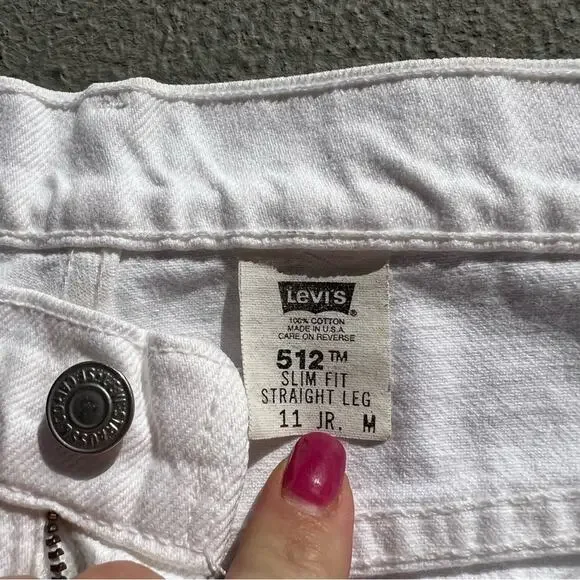 LEVI'S ®
100% COTTON
MADE IN U.S.A.
CARE ON REVERSE
512™
SLIM FIT
STRAIGHT LEG
11 JR. M